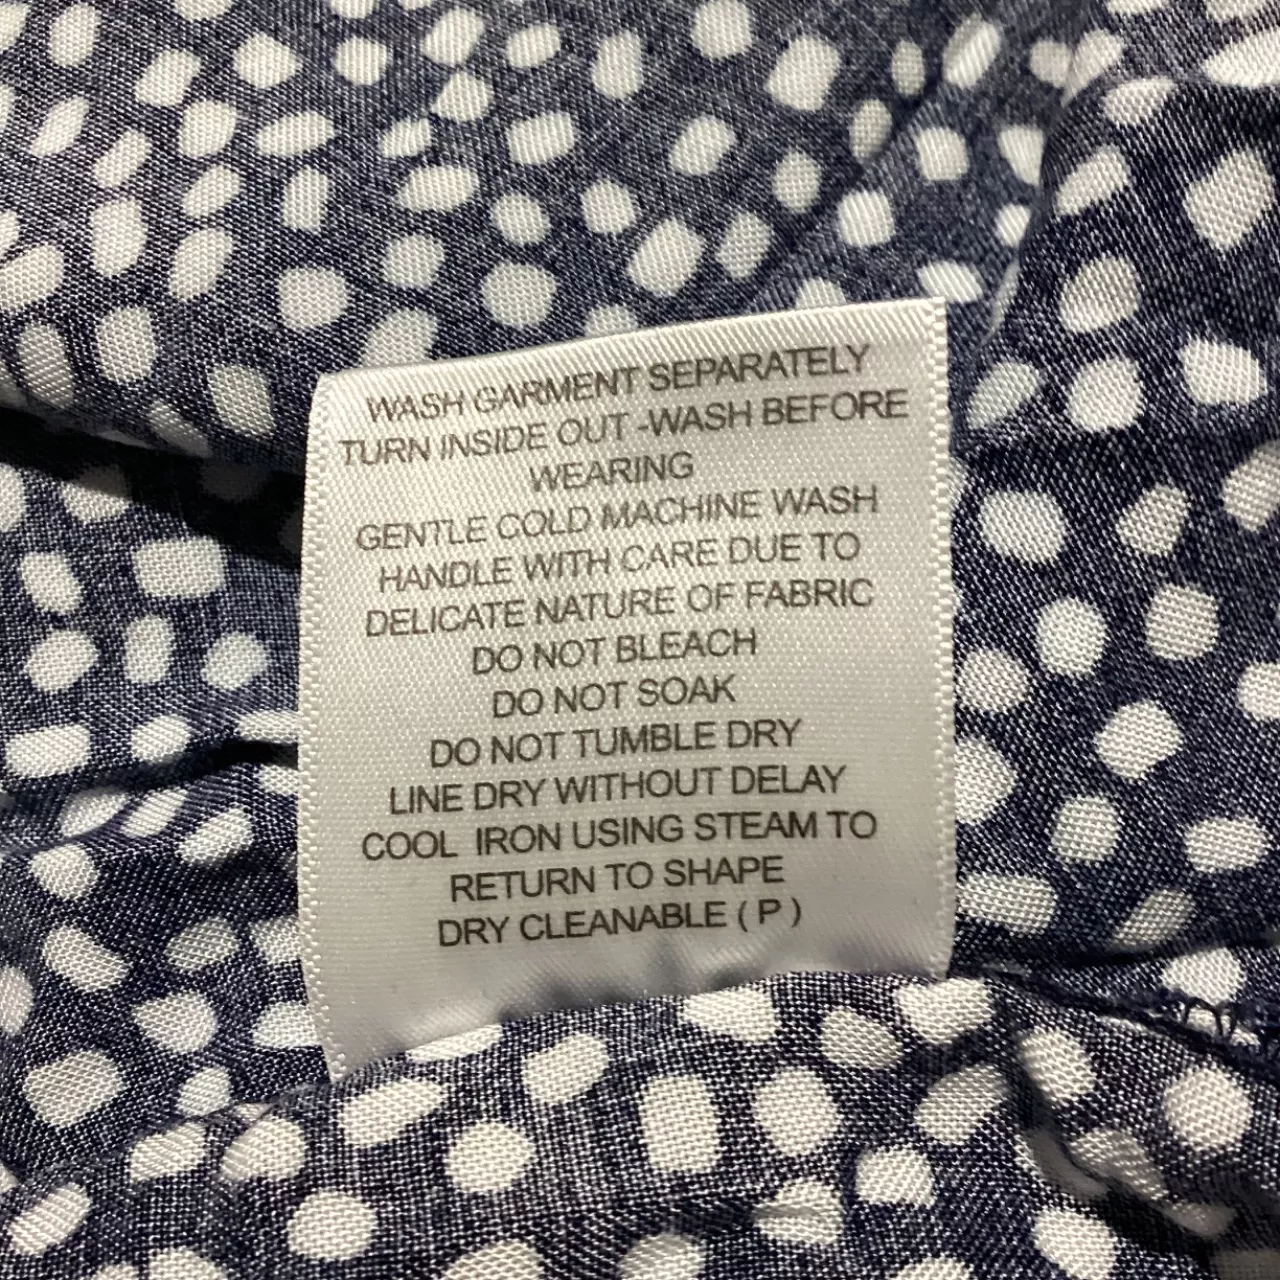 WASH GARMENT SEPARATELY
TURN INSIDE OUT -WASH BEFORE
WEARING
GENTLE COLD MACHINE WASH
HANDLE WITH CARE DUE TO
DELICATE NATURE OF FABRIC
DO NOT BLEACH
DO NOT SOAK
DO NOT TUMBLE DRY
LINE DRY WITHOUT DELAY
COOL  IRON USING STEAM TO
RETURN TO SHAPE
DRY CLEANABLE ( P )